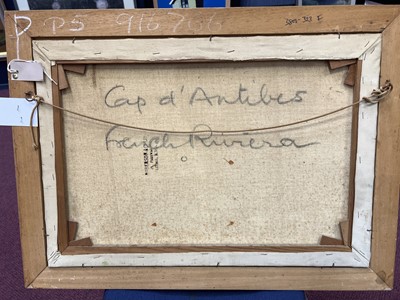 P PS 916766
Cap d'Antibes
French Riviera